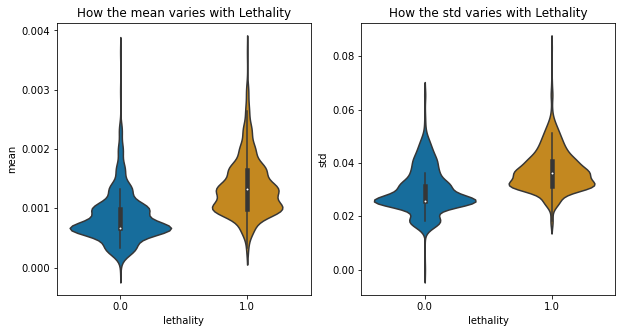 How the mean varies with Lethality
0.004
0.003
0.002
0.001
0.000
mean
0.0
1.0
lethality
How the std varies with Lethality
0.08
0.06
0.04
0.02
0.00
std
0.0
1.0
lethality